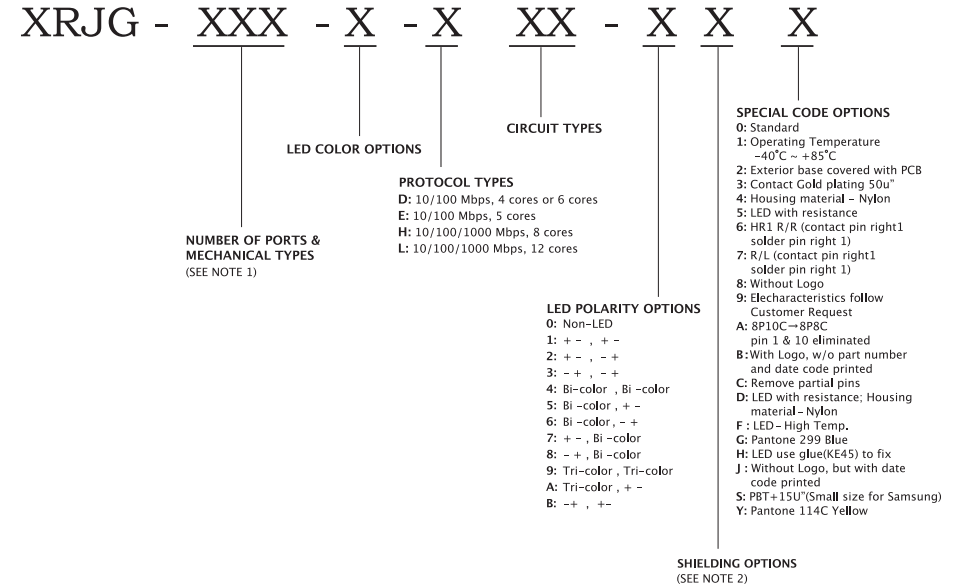 XRJG - XXX - X - X XX - X X X
NUMBER OF PORTS &
MECHANICAL TYPES
(SEE NOTE 1)
LED COLOR OPTIONS
PROTOCOL TYPES
D: 10/100 Mbps, 4 cores or 6 cores
E: 10/100 Mbps, 5 cores
H: 10/100/1000 Mbps, 8 cores
L: 10/100/1000 Mbps, 12 cores
CIRCUIT TYPES
LED POLARITY OPTIONS
0: Non-LED
1: + - , + -
2: + - , - +
3: - + , - +
4: Bi-color , Bi -color
5: Bi -color , + -
6: Bi -color , - +
7: + - , Bi -color
8: - + , Bi -color
9: Tri-color , Tri-color
A: Tri-color , + -
B: -+ , +-
SHIELDING OPTIONS
(SEE NOTE 2)
SPECIAL CODE OPTIONS
0: Standard
1: Operating Temperature
-40°C ~ +85°C
2: Exterior base covered with PCB
3: Contact Gold plating 50u"
4: Housing material - Nylon
5: LED with resistance
6: HR1 R/R (contact pin right1
solder pin right 1)
7: R/L (contact pin right1
solder pin right 1)
8: Without Logo
9: Elecharacteristics follow
Customer Request
A: 8P10C→8P8C
pin 1 & 10 eliminated
B: With Logo, w/o part number
and date code printed
C: Remove partial pins
D: LED with resistance; Housing
material - Nylon
F : LED - High Temp.
G: Pantone 299 Blue
H: LED use glue(KE45) to fix
J : Without Logo, but with date
code printed
S: PBT+15U"(Small size for Samsung)
Y: Pantone 114C Yellow